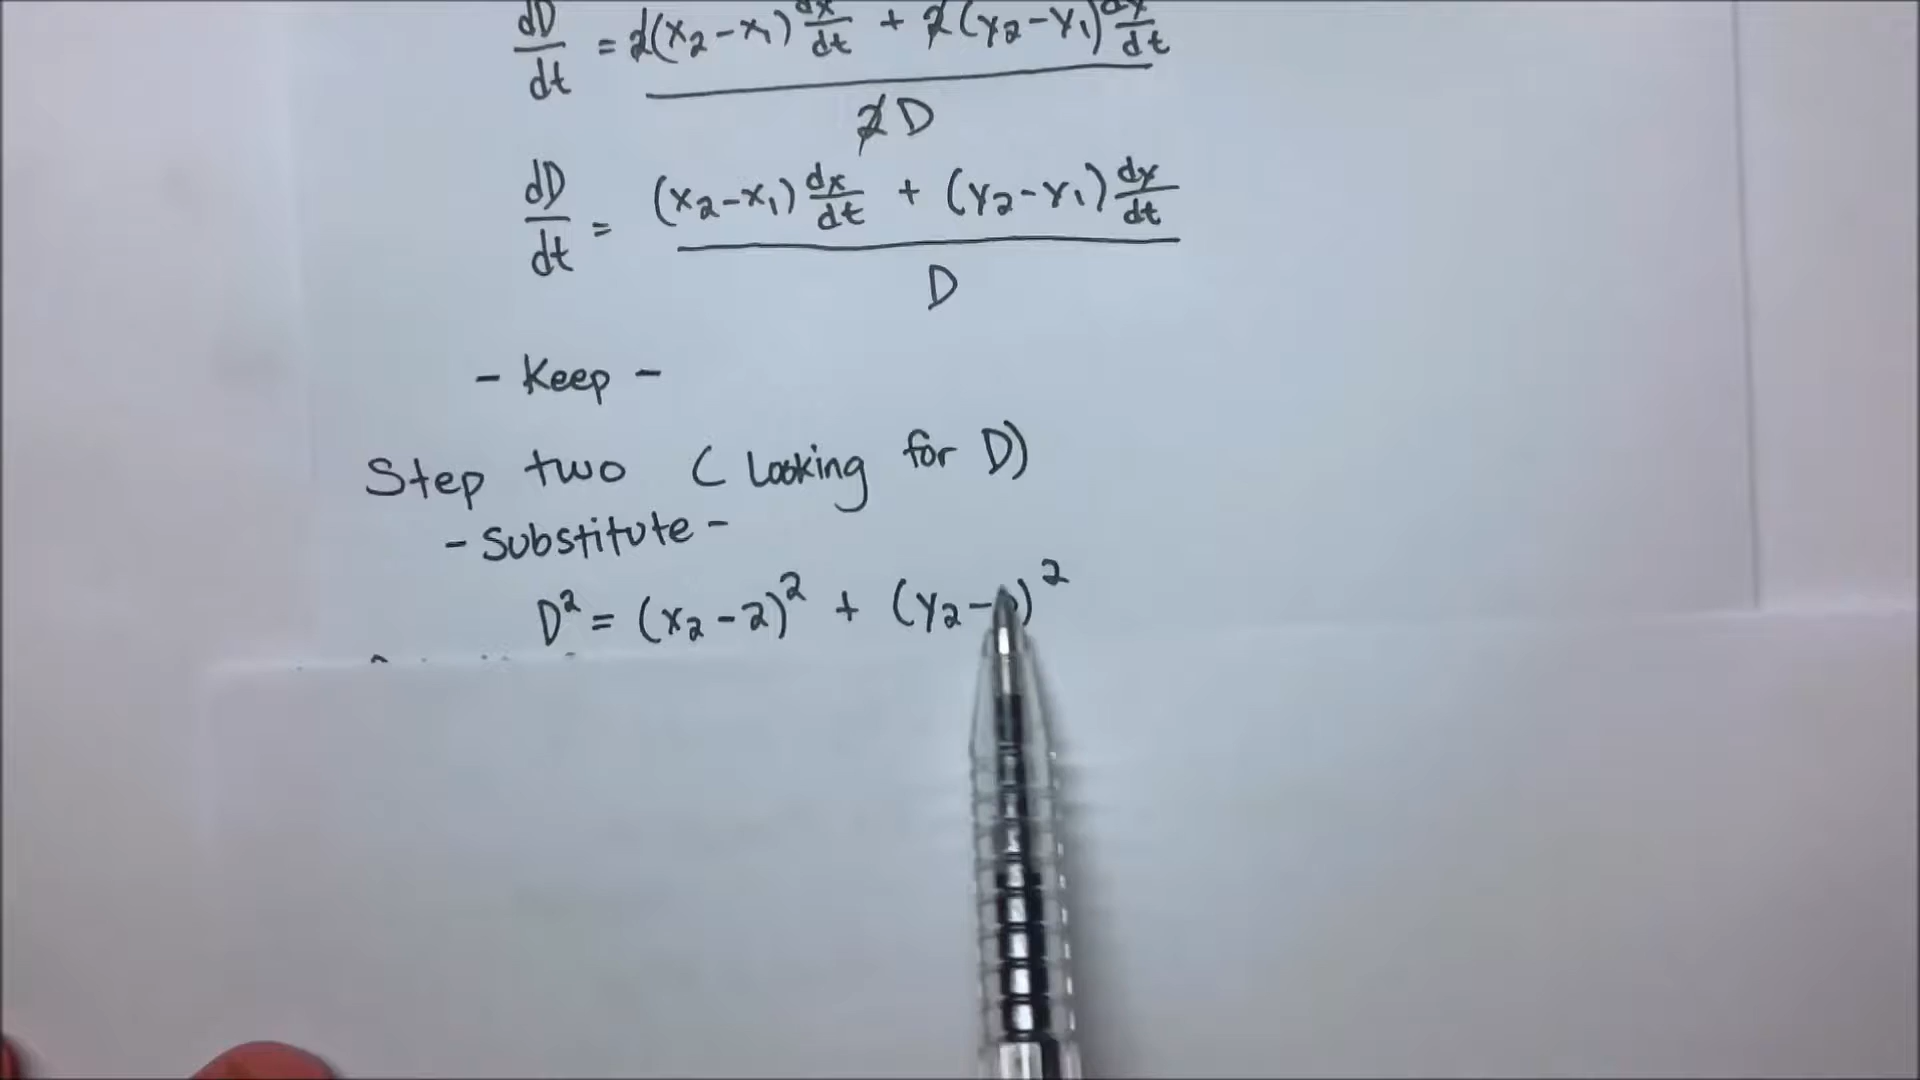 dD/dt = 2(x₂-x₁)dx/dt + 2(y₂-y₁)dy/dt
2D
dD/dt = (x₂-x₁)dx/dt + (y₂-y₁)dy/dt
D
- Keep -
Step two (Looking for D)
- Substitute -
D² = (x₂-2)² + (y₂- )²